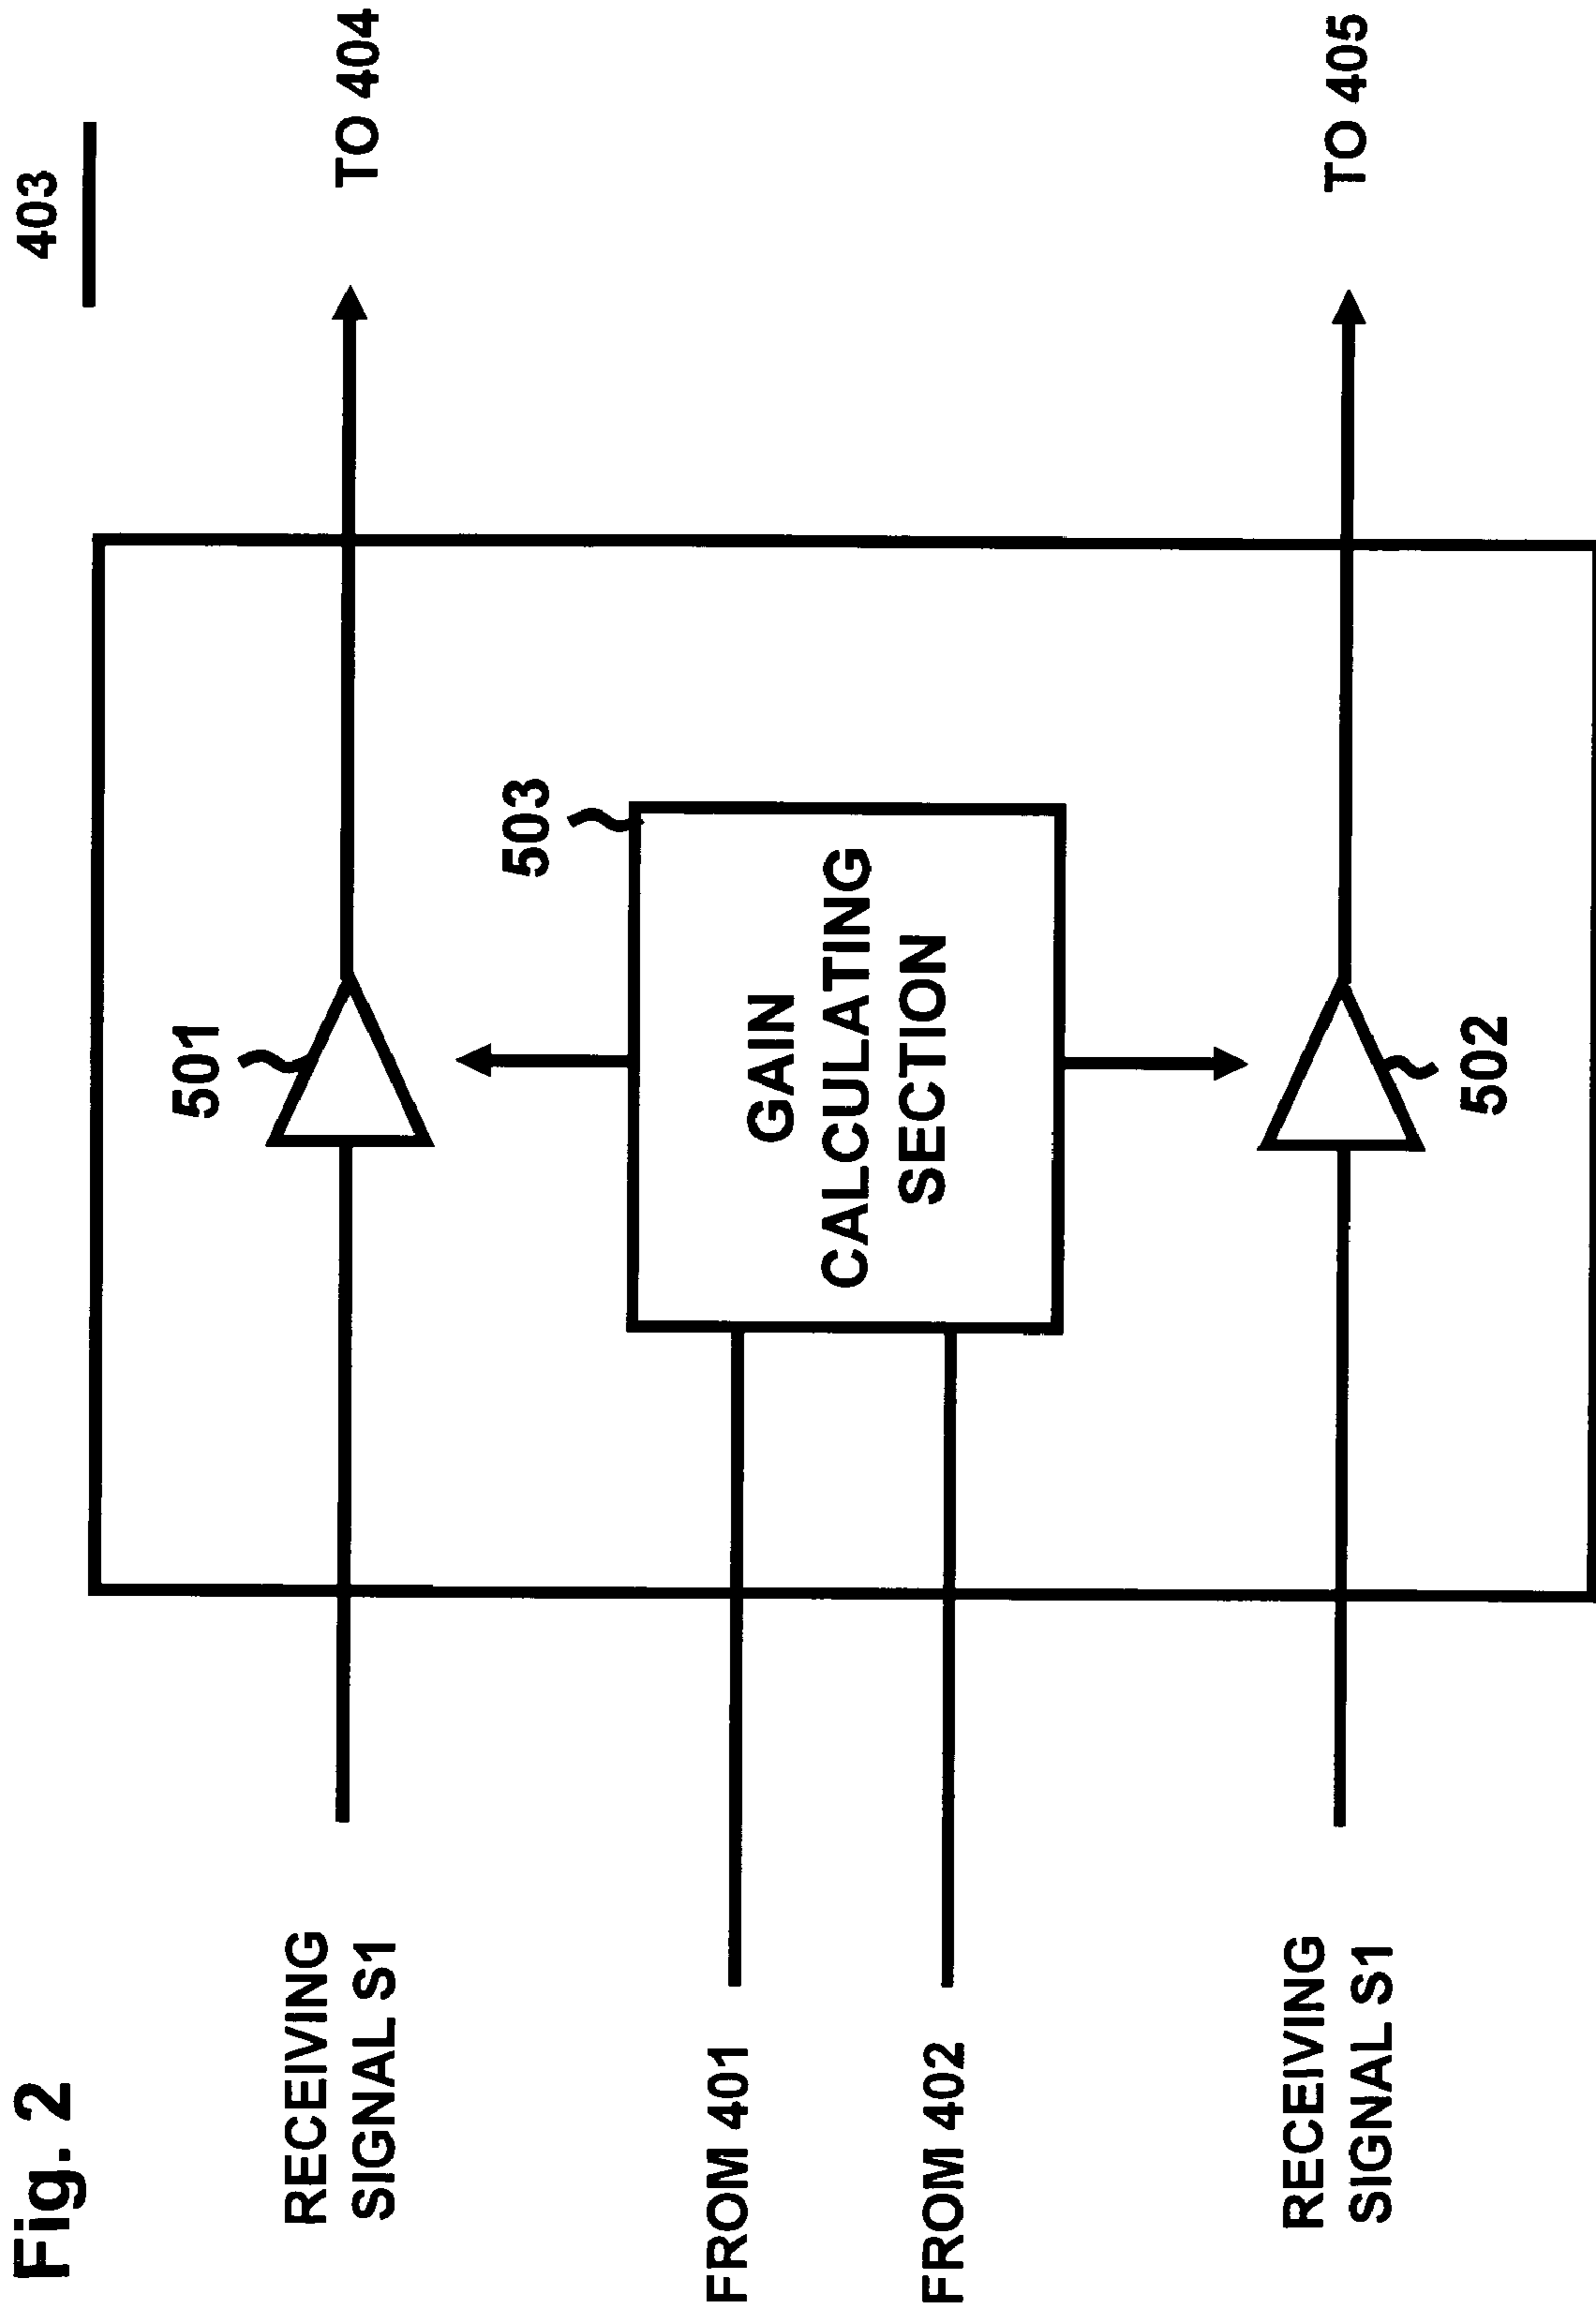 Fig. 2
403
RECEIVING
SIGNAL S1
501
TO 404
503
FROM 401
GAIN
CALCULATING
SECTION
FROM 402
RECEIVING
SIGNAL S1
502
TO 405